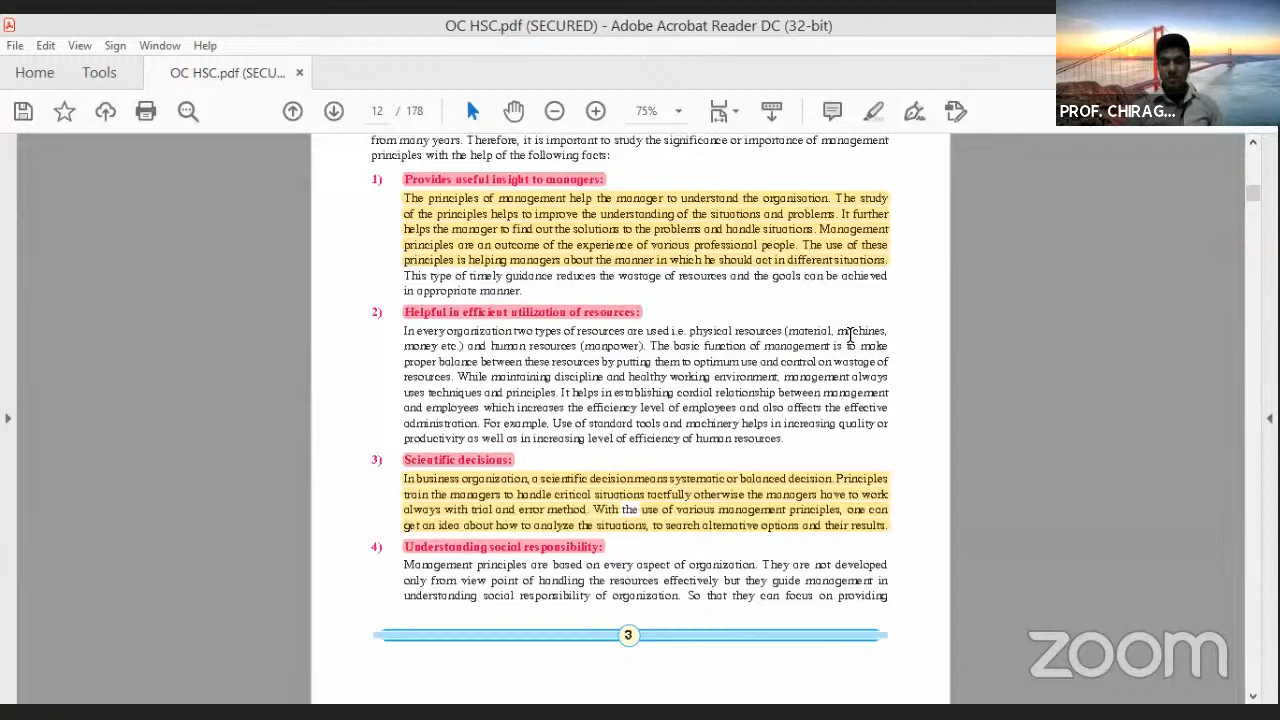 OC HSC.pdf (SECURED) - Adobe Acrobat Reader DC (32-bit)
File Edit View Sign Window Help
Home Tools OC HSC.pdf (SECU... ×
12 / 178 75%
PROF. CHIRAG...
from many years. Therefore, it is important to study the significance or importance of management
principles with the help of the following facts:
1) Provides useful insight to managers:
The principles of management help the manager to understand the organisation. The study
of the principles helps to improve the understanding of the situations and problems. It further
helps the manager to find out the solutions to the problems and handle situations. Management
principles are an outcome of the experience of various professional people. The use of these
principles is helping managers about the manner in which he should act in different situations.
This type of timely guidance reduces the wastage of resources and the goals can be achieved
in appropriate manner.
2) Helpful in efficient utilization of resources:
In every organization two types of resources are used i.e. physical resources (material, machines,
money etc.) and human resources (manpower). The basic function of management is to make
proper balance between these resources by putting them to optimum use and control on wastage of
resources. While maintaining discipline and healthy working environment, management always
uses techniques and principles. It helps in establishing cordial relationship between management
and employees which increases the efficiency level of employees and also affects the effective
administration. For example, Use of standard tools and machinery helps in increasing quality or
productivity as well as in increasing level of efficiency of human resources.
3) Scientific decisions:
In business organization, a scientific decision means systematic or balanced decision. Principles
train the managers to handle critical situations tactfully otherwise the managers have to work
always with trial and error method. With the use of various management principles, one can
get an idea about how to analyze the situations, to search alternative options and their results.
4) Understanding social responsibility:
Management principles are based on every aspect of organization. They are not developed
only from view point of handling the resources effectively but they guide management in
understanding social responsibility of organization. So that they can focus on providing
3
zoom